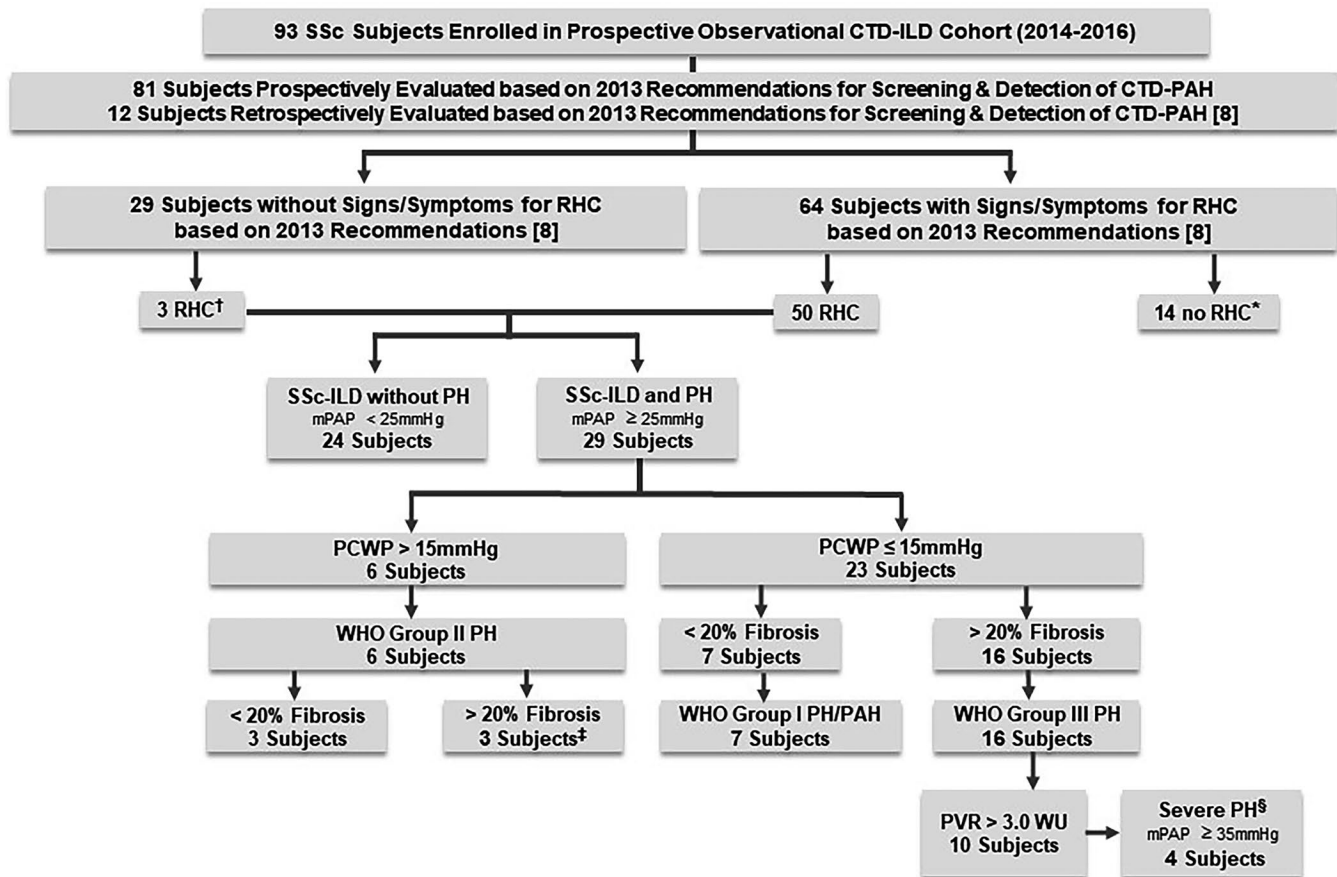 93 SSc Subjects Enrolled in Prospective Observational CTD-ILD Cohort (2014-2016)
81 Subjects Prospectively Evaluated based on 2013 Recommendations for Screening & Detection of CTD-PAH
12 Subjects Retrospectively Evaluated based on 2013 Recommendations for Screening & Detection of CTD-PAH [8]
29 Subjects without Signs/Symptoms for RHC
based on 2013 Recommendations [8]
64 Subjects with Signs/Symptoms for RHC
based on 2013 Recommendations [8]
3 RHC†
50 RHC
14 no RHC*
SSc-ILD without PH
mPAP < 25mmHg
24 Subjects
SSc-ILD and PH
mPAP ≥ 25mmHg
29 Subjects
PCWP > 15mmHg
6 Subjects
PCWP ≤ 15mmHg
23 Subjects
WHO Group II PH
6 Subjects
< 20% Fibrosis
7 Subjects
> 20% Fibrosis
16 Subjects
< 20% Fibrosis
3 Subjects
> 20% Fibrosis
3 Subjects‡
WHO Group I PH/PAH
7 Subjects
WHO Group III PH
16 Subjects
PVR > 3.0 WU
10 Subjects
Severe PH§
mPAP ≥ 35mmHg
4 Subjects